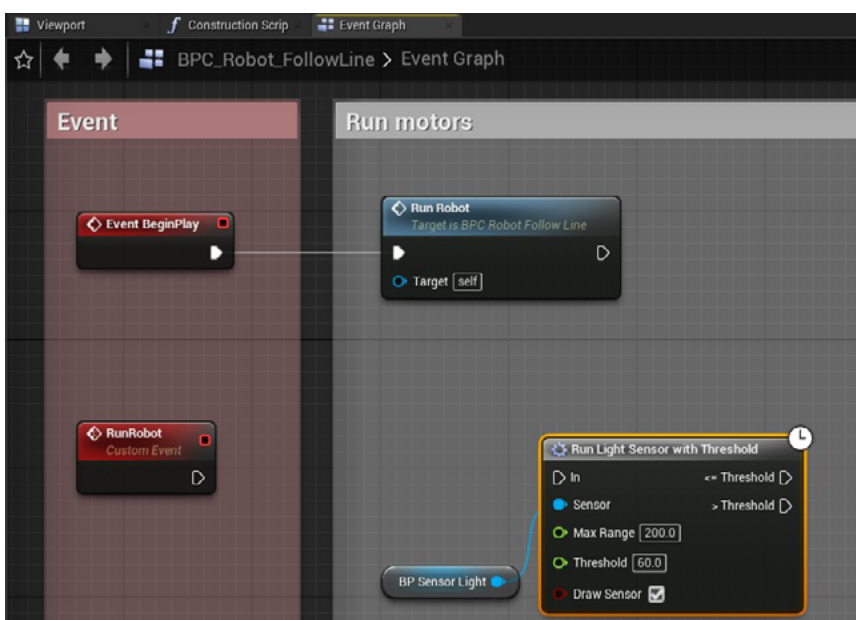 Viewport
Construction Scrip
Event Graph
BPC_Robot_FollowLine > Event Graph
Event
Run motors
Event BeginPlay
Run Robot
Target is BPC Robot Follow Line
Target self
RunRobot
Custom Event
Run Light Sensor with Threshold
In <= Threshold
Sensor > Threshold
Max Range 200.0
Threshold 60.0
BP Sensor Light
Draw Sensor